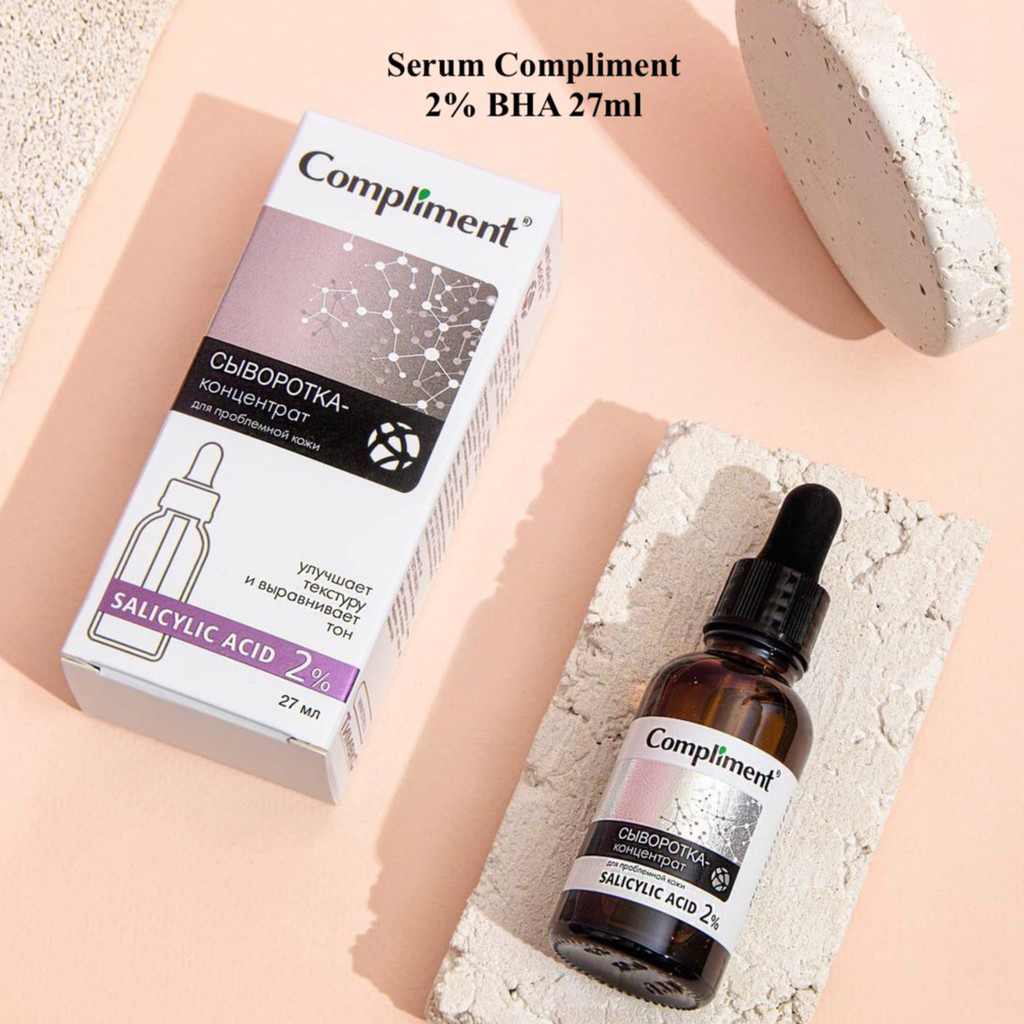 Serum Compliment
2% BHA 27ml
Compliment®
СЫВОРОТКА-
концентрат
для проблемной кожи
улучшает
текстуру
и выравнивает
тон
SALICYLIC ACID 2%
27 мл
Compliment®
СЫВОРОТКА-
концентрат
для проблемной кожи
SALICYLIC ACID 2%